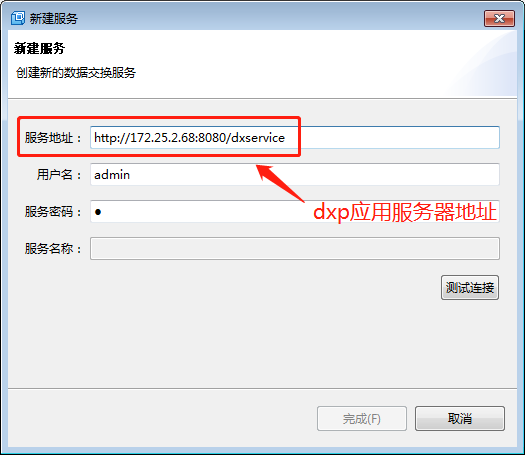 新建服务
新建服务
创建新的数据交换服务
服务地址： http://172.25.2.68:8080/dxservice
用户名： admin
服务密码： ●
dxp应用服务器地址
服务名称：
测试连接
完成(F) 取消